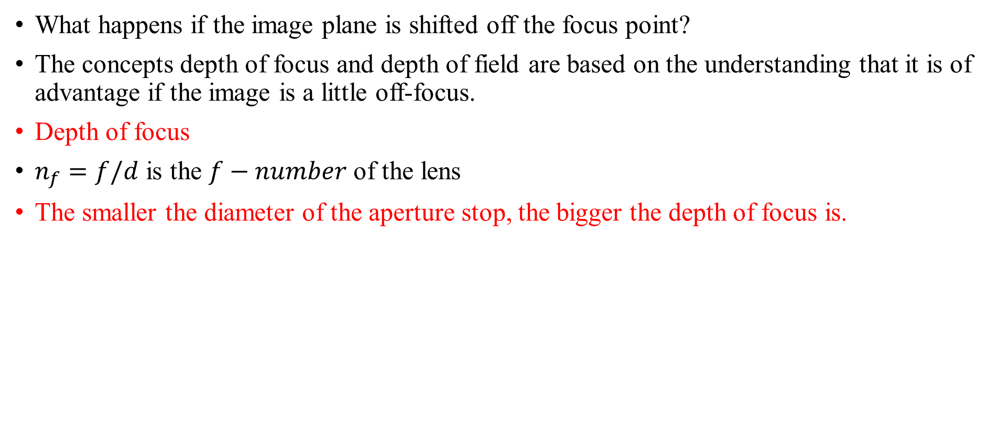 • What happens if the image plane is shifted off the focus point?
• The concepts depth of focus and depth of field are based on the understanding that it is of
advantage if the image is a little off-focus.
• Depth of focus
• n_f = f/d is the f − number of the lens
• The smaller the diameter of the aperture stop, the bigger the depth of focus is.